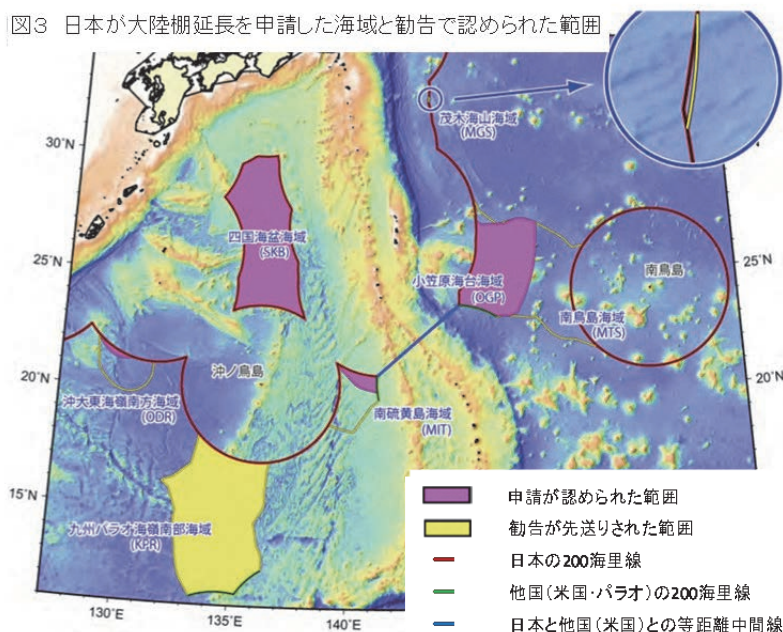 図3 日本が大陸棚延長を申請した海域と勧告で認められた範囲
30°N
茂木海山海域
(MGS)
四国海盆海域
(SKB)
25°N
小笠原海台海域
(OGP)
南鳥島
25°N
南鳥島海域
(MTS)
20°N
沖ノ鳥島
20°N
沖大東海嶺南方海域
(ODR)
南硫黄島海域
(MIT)
15°N
九州パラオ海嶺南部海域
(KPR)
130°E
135°E
140°E
申請が認められた範囲
勧告が先送りされた範囲
日本の200海里線
他国(米国・パラオ)の200海里線
日本と他国(米国)との等距離中間線